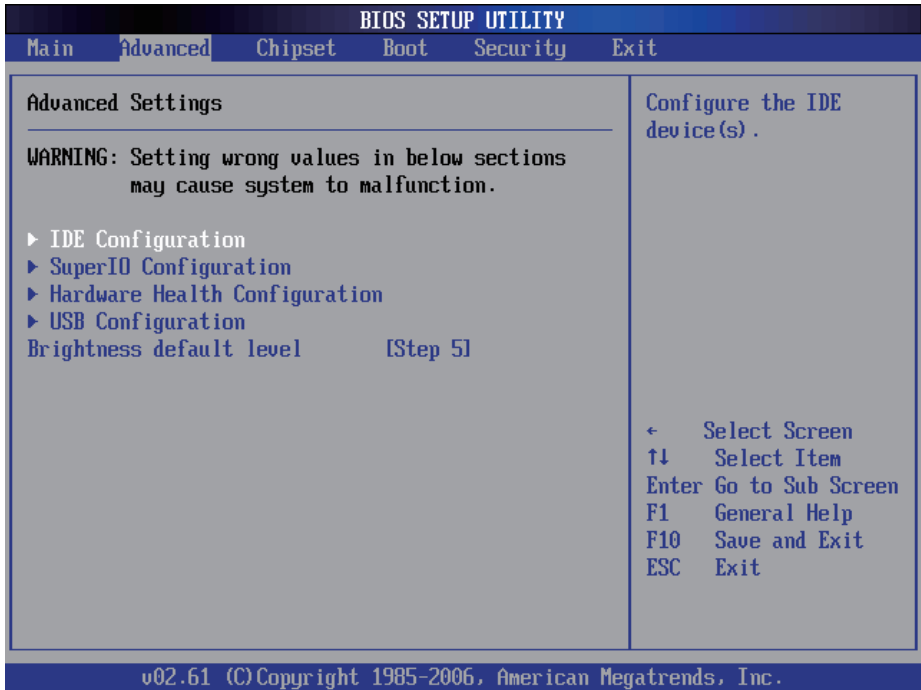 BIOS SETUP UTILITY
Main Advanced Chipset Boot Security Exit
Advanced Settings
WARNING: Setting wrong values in below sections
may cause system to malfunction.
▶ IDE Configuration
▶ SuperIO Configuration
▶ Hardware Health Configuration
▶ USB Configuration
Brightness default level [Step 5]
Configure the IDE
device(s).
← Select Screen
↑↓ Select Item
Enter Go to Sub Screen
F1 General Help
F10 Save and Exit
ESC Exit
v02.61 (C)Copyright 1985-2006, American Megatrends, Inc.